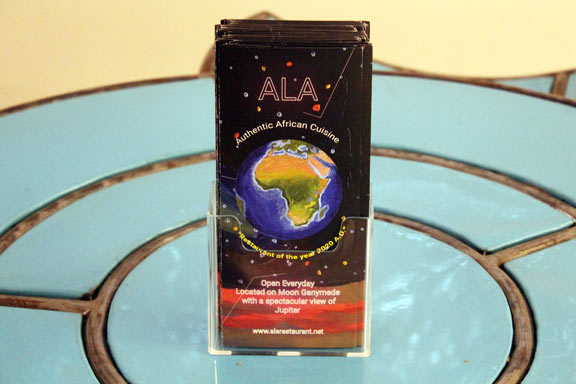 ALA
Authentic African Cuisine
"Restaurant of the year 2020 A.D."
Open Everyday
Located on Moon Ganymede
with a spectacular view of
Jupiter
www.alarestaurant.net